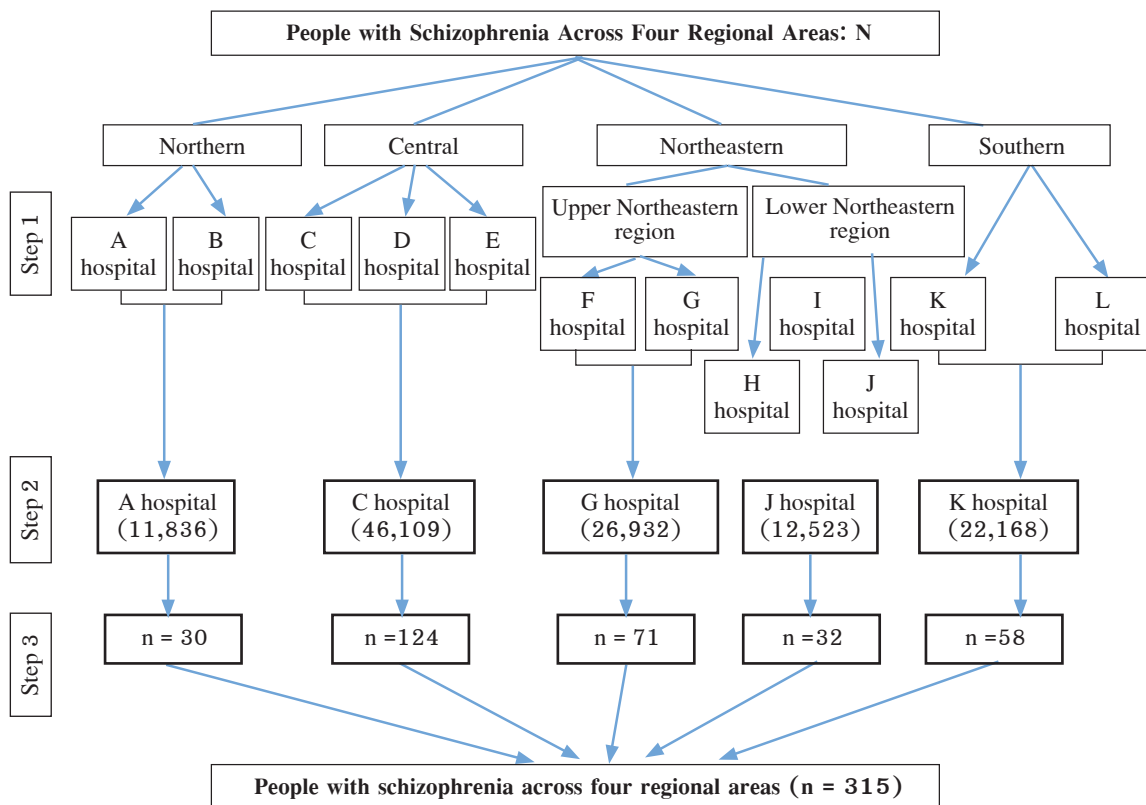 People with Schizophrenia Across Four Regional Areas: N
Northern
Central
Northeastern
Southern
Step 1
A
hospital
B
hospital
C
hospital
D
hospital
E
hospital
Upper Northeastern
region
Lower Northeastern
region
F
hospital
G
hospital
H
hospital
I
hospital
J
hospital
K
hospital
L
hospital
Step 2
A hospital
(11,836)
C hospital
(46,109)
G hospital
(26,932)
J hospital
(12,523)
K hospital
(22,168)
Step 3
n = 30
n =124
n = 71
n =32
n =58
People with schizophrenia across four regional areas (n = 315)